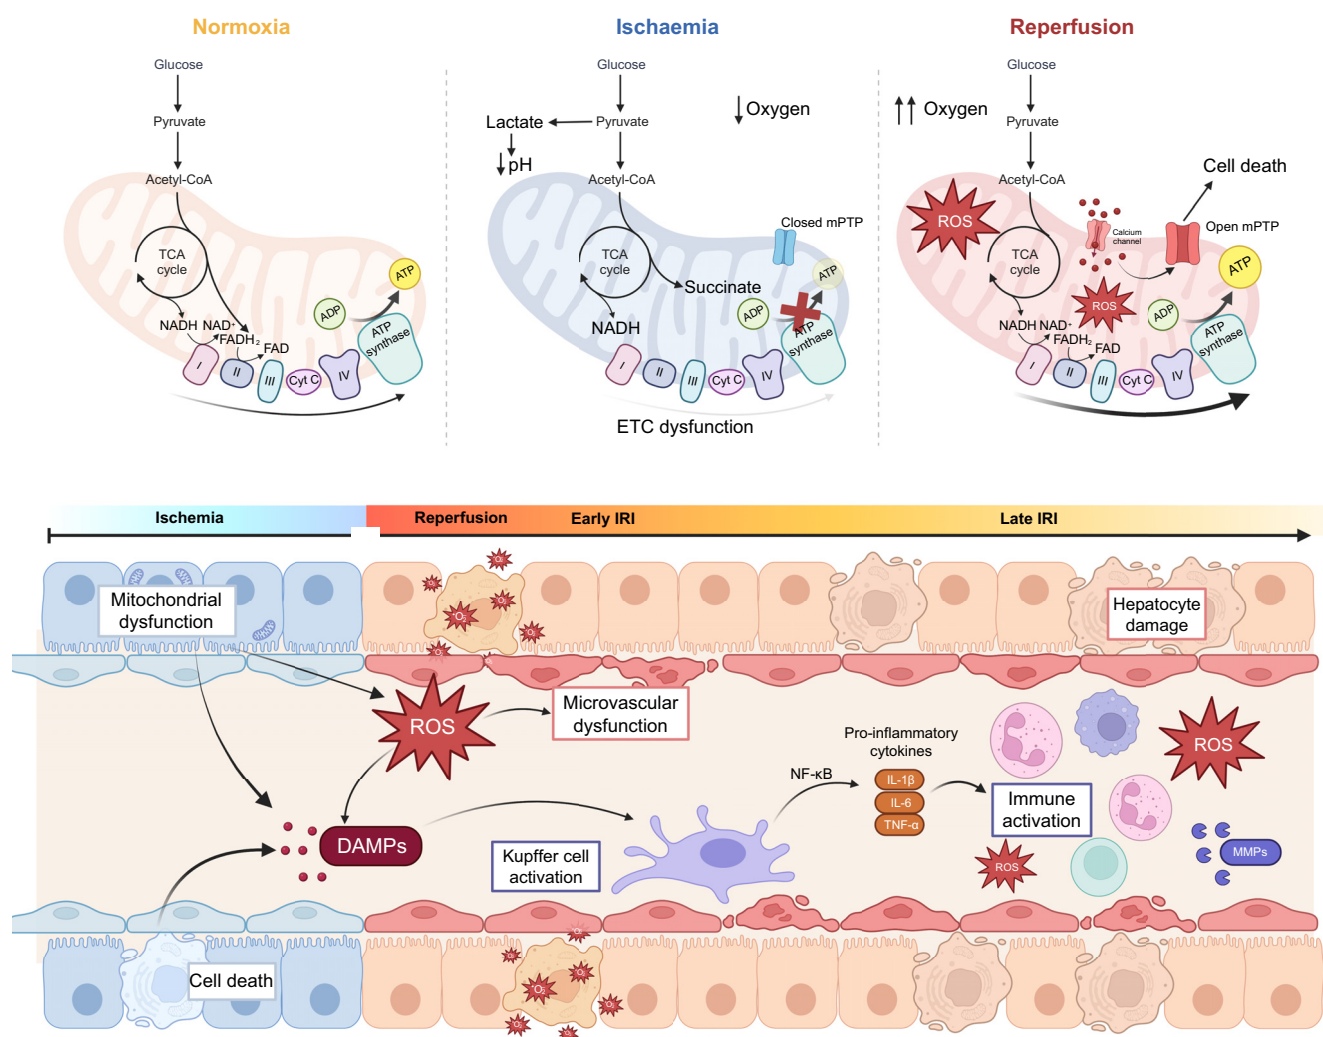 Normoxia
Glucose
Pyruvate
Acetyl-CoA
TCA
cycle
NADH NAD⁺
FADH₂
FAD
ADP
ATP
ATP
synthase
I
II
III
Cyt C
IV
Ischaemia
Glucose
Oxygen
Lactate
Pyruvate
pH
Acetyl-CoA
Closed mPTP
TCA
cycle
Succinate
NADH
ADP
ATP
ATP
synthase
I
II
III
Cyt C
IV
ETC dysfunction
Reperfusion
Glucose
Oxygen
Pyruvate
Cell death
Acetyl-CoA
ROS
Calcium
channel
Open mPTP
TCA
cycle
ROS
NADH NAD⁺
FADH₂
FAD
ADP
ATP
ATP
synthase
I
II
III
Cyt C
IV
Ischemia
Reperfusion
Early IRI
Late IRI
Mitochondrial
dysfunction
Hepatocyte
damage
ROS
Microvascular
dysfunction
Pro-inflammatory
cytokines
NF-κB
IL-1β
IL-6
TNF-α
Immune
activation
ROS
ROS
MMPs
DAMPs
Kupffer cell
activation
Cell death